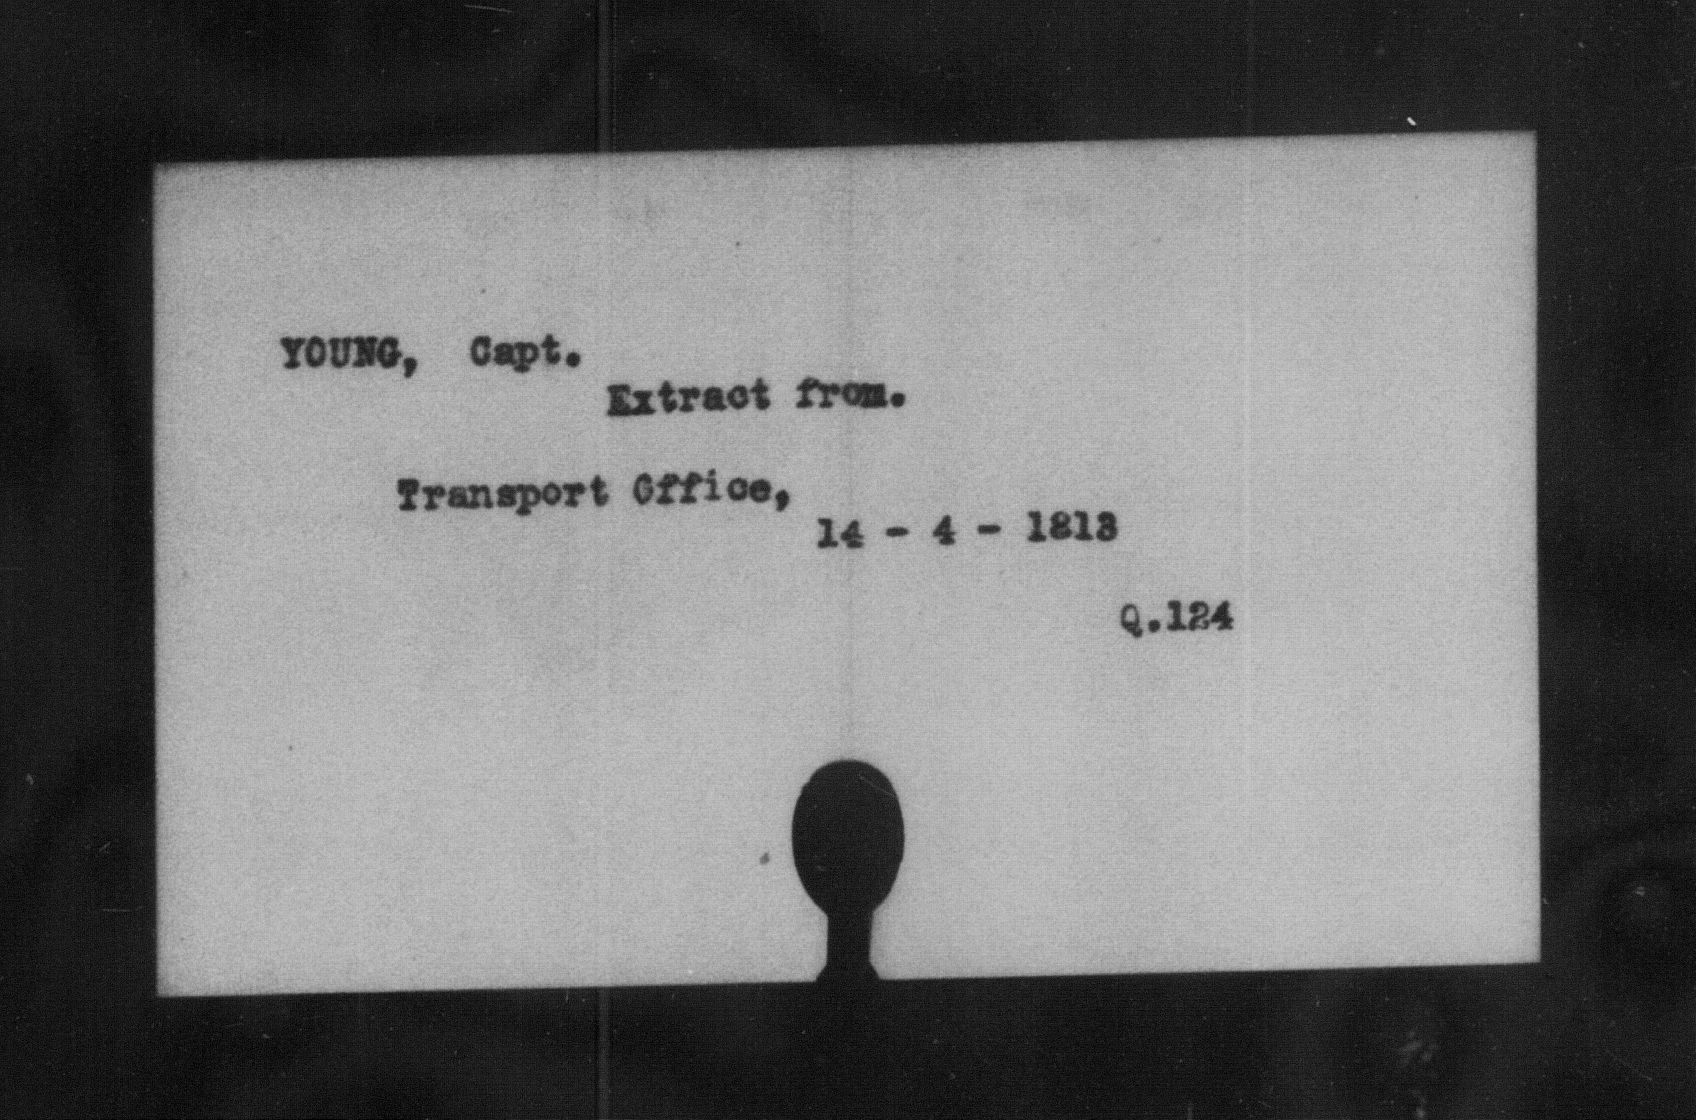 YOUNG, Capt.
Extract from.
Transport Office,
14 - 4 - 1813
Q.124